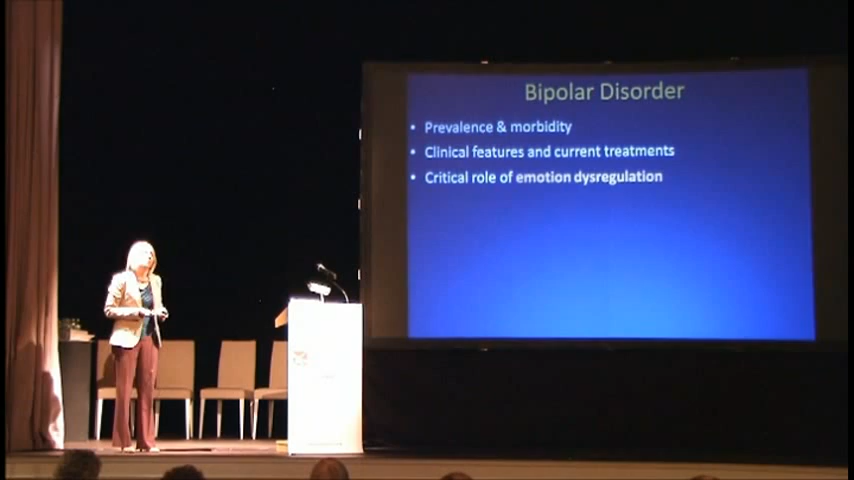 Bipolar Disorder
• Prevalence & morbidity
• Clinical features and current treatments
• Critical role of emotion dysregulation